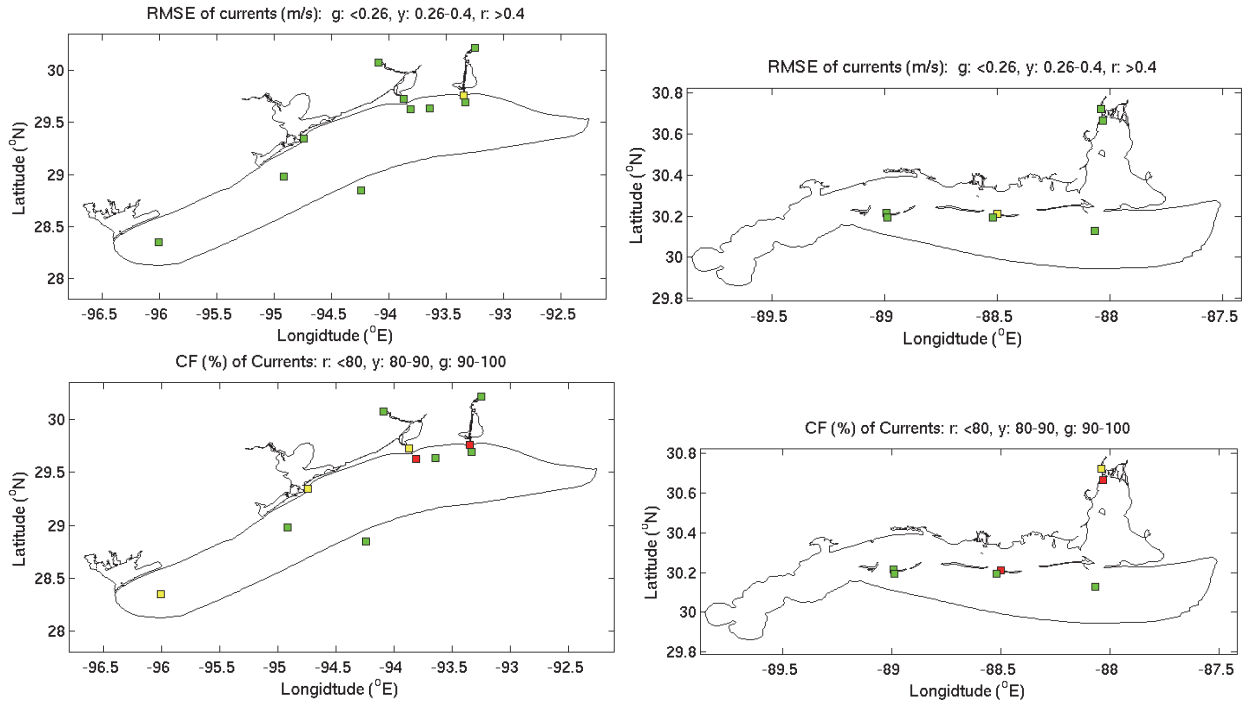 RMSE of currents (m/s): g: <0.26, y: 0.26-0.4, r: >0.4
Latitude (°N)
30
29.5
29
28.5
28
-96.5 -96 -95.5 -95 -94.5 -94 -93.5 -93 -92.5
Longidtude (°E)
RMSE of currents (m/s): g: <0.26, y: 0.26-0.4, r: >0.4
Latitude (°N)
30.8
30.6
30.4
30.2
30
29.8
-89.5 -89 -88.5 -88 -87.5
Longidtude (°E)
CF (%) of Currents: r: <80, y: 80-90, g: 90-100
Latitude (°N)
30
29.5
29
28.5
28
-96.5 -96 -95.5 -95 -94.5 -94 -93.5 -93 -92.5
Longidtude (°E)
CF (%) of Currents: r: <80, y: 80-90, g: 90-100
Latitude (°N)
30.8
30.6
30.4
30.2
30
29.8
-89.5 -89 -88.5 -88 -87.5
Longidtude (°E)